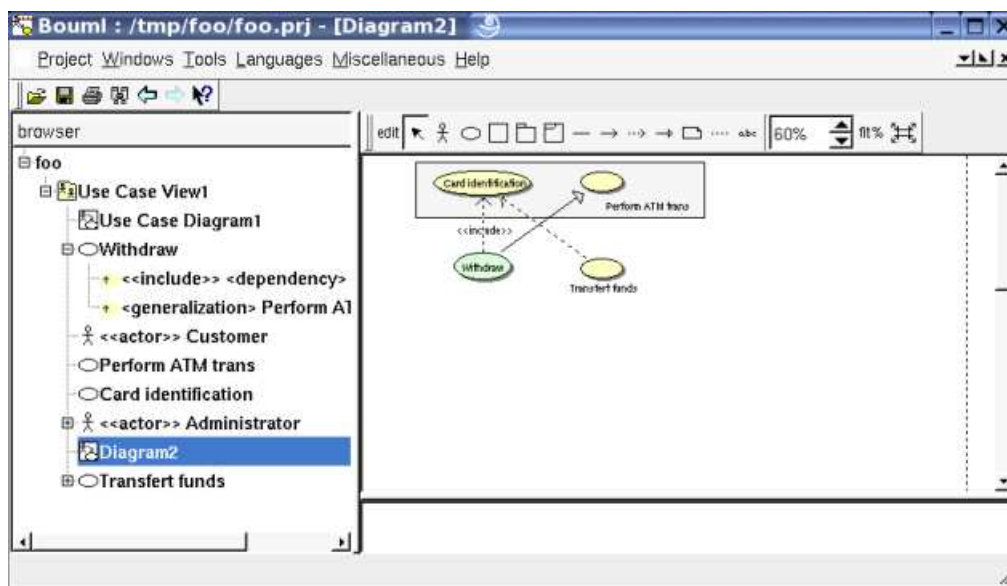 Bouml : /tmp/foo/foo.prj - [Diagram2]
Project Windows Tools Languages Miscellaneous Help
browser
edit
abc
60%
fit%
foo
Use Case View1
Use Case Diagram1
Withdraw
<<include>> <dependency>
<generalization> Perform AT
<<actor>> Customer
Perform ATM trans
Card identification
<<actor>> Administrator
Diagram2
Transfert funds
Card identification
Perform ATM trans
<<include>>
Withdraw
Transfert funds